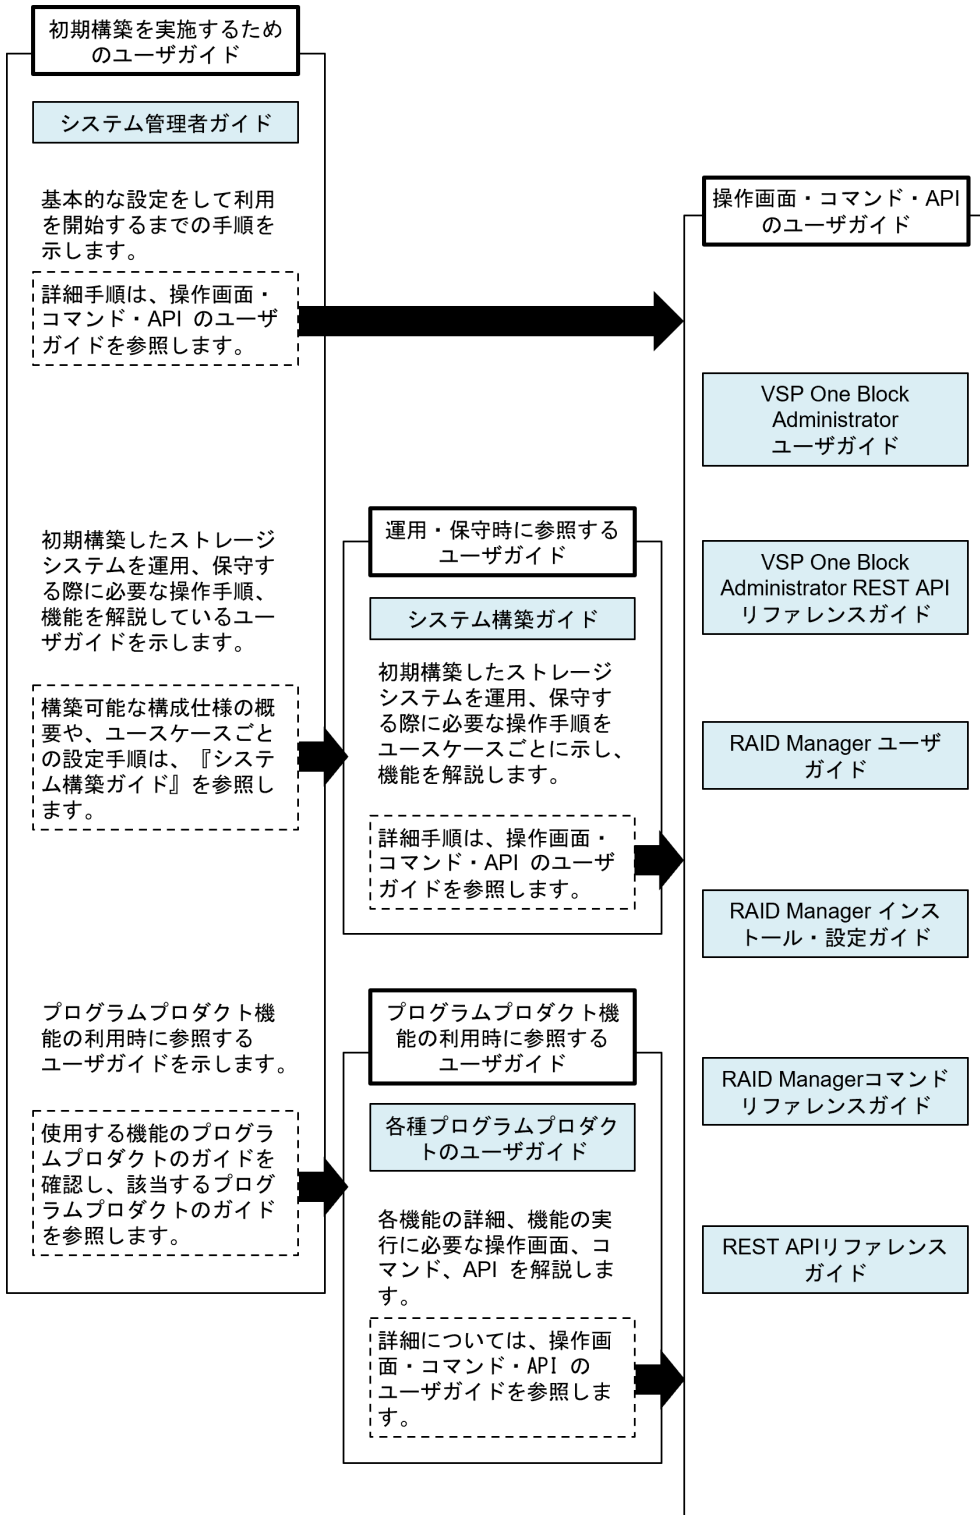 初期構築を実施するため
のユーザガイド
システム管理者ガイド
基本的な設定をして利用
を開始するまでの手順を
示します。
詳細手順は、操作画面・
コマンド・API のユーザ
ガイドを参照します。
初期構築したストレージ
システムを運用、保守す
る際に必要な操作手順、
機能を解説しているユー
ザガイドを示します。
構築可能な構成仕様の概
要や、ユースケースごと
の設定手順は、『システ
ム構築ガイド』を参照し
ます。
プログラムプロダクト機
能の利用時に参照する
ユーザガイドを示します。
使用する機能のプログラ
ムプロダクトのガイドを
確認し、該当するプログ
ラムプロダクトのガイド
を参照します。
運用・保守時に参照する
ユーザガイド
システム構築ガイド
初期構築したストレージ
システムを運用、保守す
る際に必要な操作手順を
ユースケースごとに示し、
機能を解説します。
詳細手順は、操作画面・
コマンド・API のユーザ
ガイドを参照します。
プログラムプロダクト機
能の利用時に参照する
ユーザガイド
各種プログラムプロダク
トのユーザガイド
各機能の詳細、機能の実
行に必要な操作画面、コ
マンド、API を解説しま
す。
詳細については、操作画
面・コマンド・API の
ユーザガイドを参照しま
す。
操作画面・コマンド・API
のユーザガイド
VSP One Block
Administrator
ユーザガイド
VSP One Block
Administrator REST API
リファレンスガイド
RAID Manager ユーザ
ガイド
RAID Manager インス
トール・設定ガイド
RAID Managerコマンド
リファレンスガイド
REST APIリファレンス
ガイド